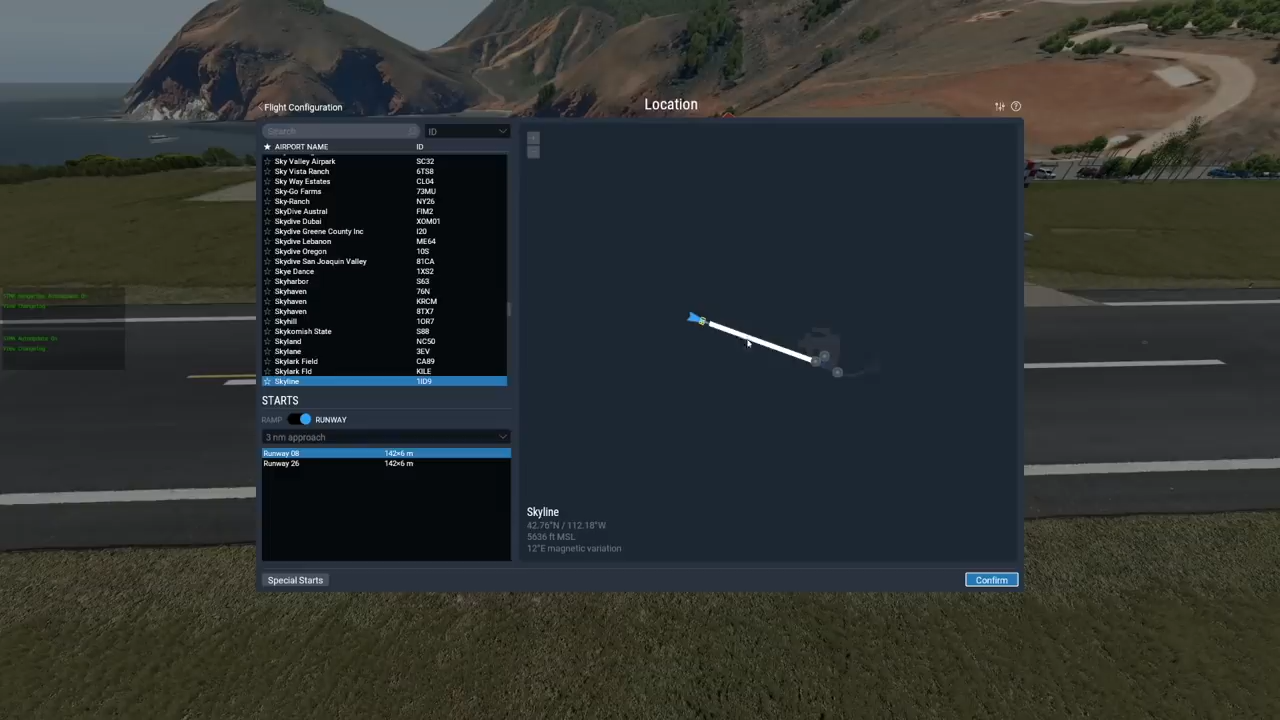 Flight Configuration
Location
Search
ID
AIRPORT NAME ID
Sky Valley Airpark SC32
Sky Vista Ranch 6TS8
Sky Way Estates CL04
Sky-Go Farms 73MU
Sky-Ranch NY26
SkyDive Austral FIM2
Skydive Dubai XOM01
Skydive Greene County Inc I20
Skydive Lebanon ME64
Skydive Oregon 10S
Skydive San Joaquin Valley 81CA
Skye Dance 1XS2
Skyharbor S63
Skyhaven 76N
Skyhaven KRCM
Skyhaven 8TX7
Skyhill 1OR7
Skykomish State S88
Skyland NC50
Skylane 3EV
Skylark Field CA89
Skylark Fld KILE
Skyline 1ID9
STARTS
RAMP RUNWAY
3 nm approach
Runway 08 142×6 m
Runway 26 142×6 m
Special Starts
Skyline
42.76°N / 112.18°W
5636 ft MSL
12°E magnetic variation
Confirm
View Changelog
View Changelog